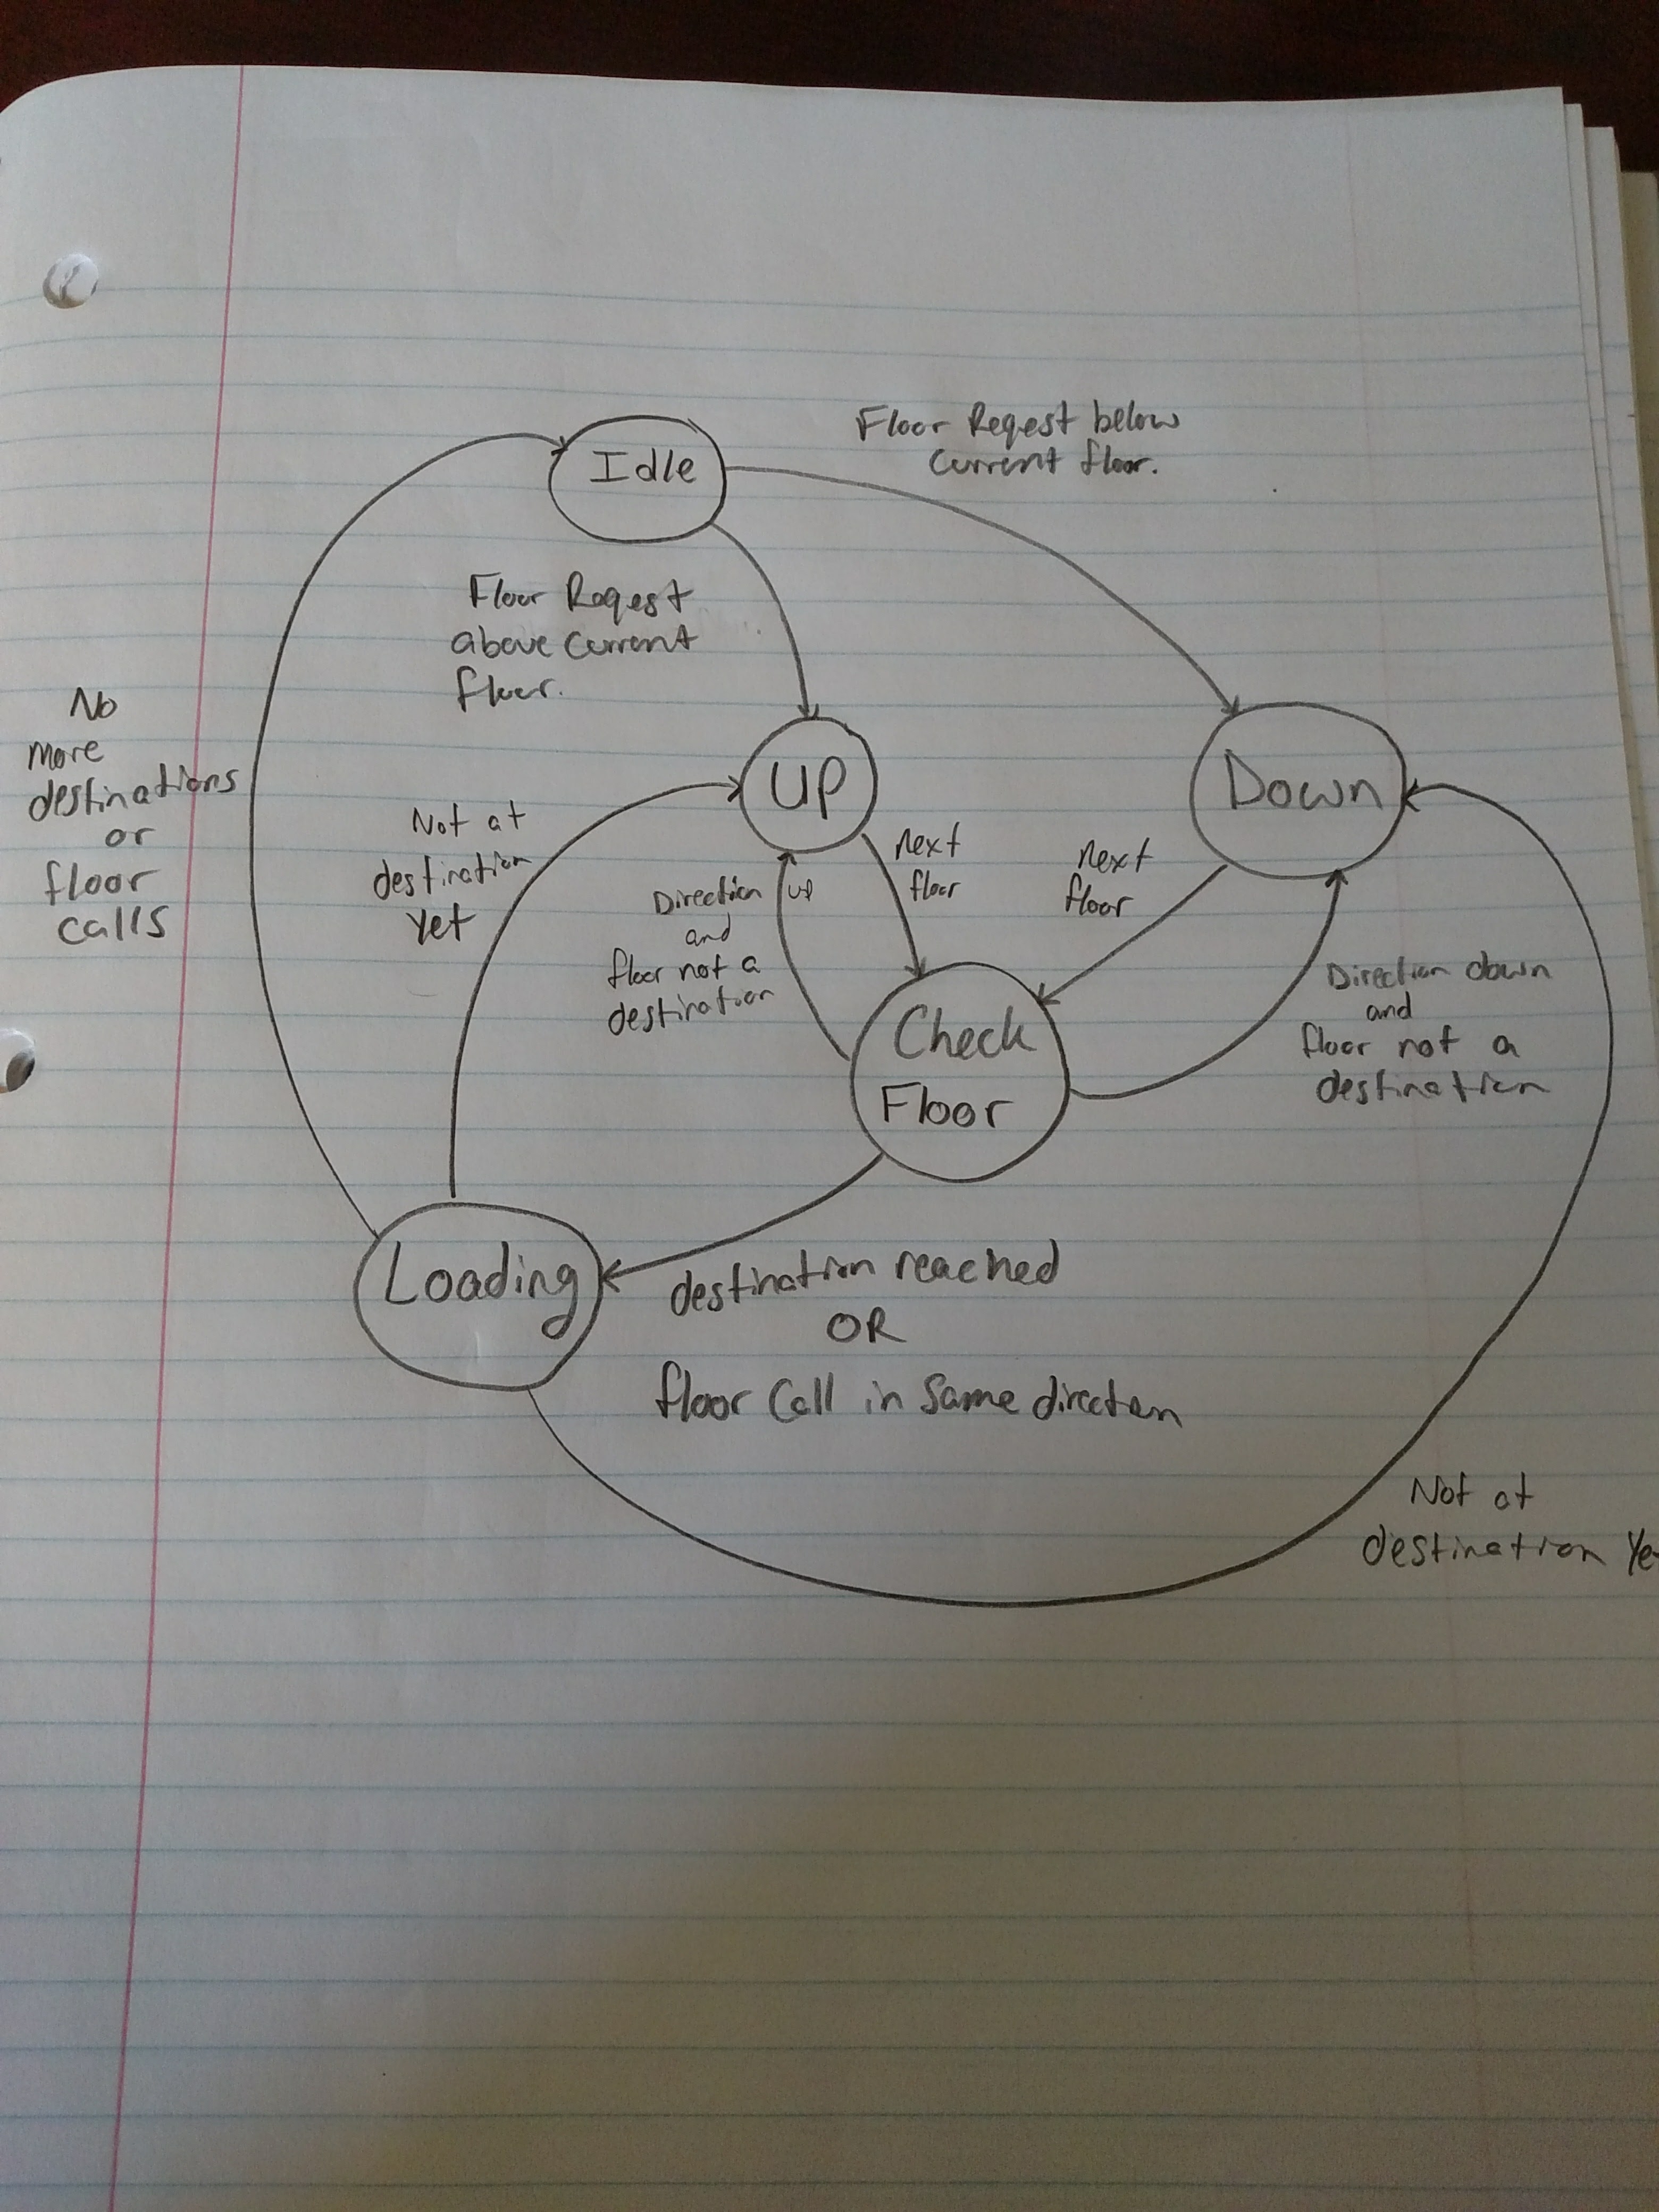 Idle
Floor Reqest below
Current floor.
Floor Reqest
above Current
floor.
No
more
destinations
or
floor
calls
UP
Down
Not at
destination
Yet
next
floor
next
floor
Direction up
and
floor not a
destination
Check
Floor
Direction down
and
floor not a
destination
Loading
destination reached
OR
floor Call in Same direction
Not at
destination Ye